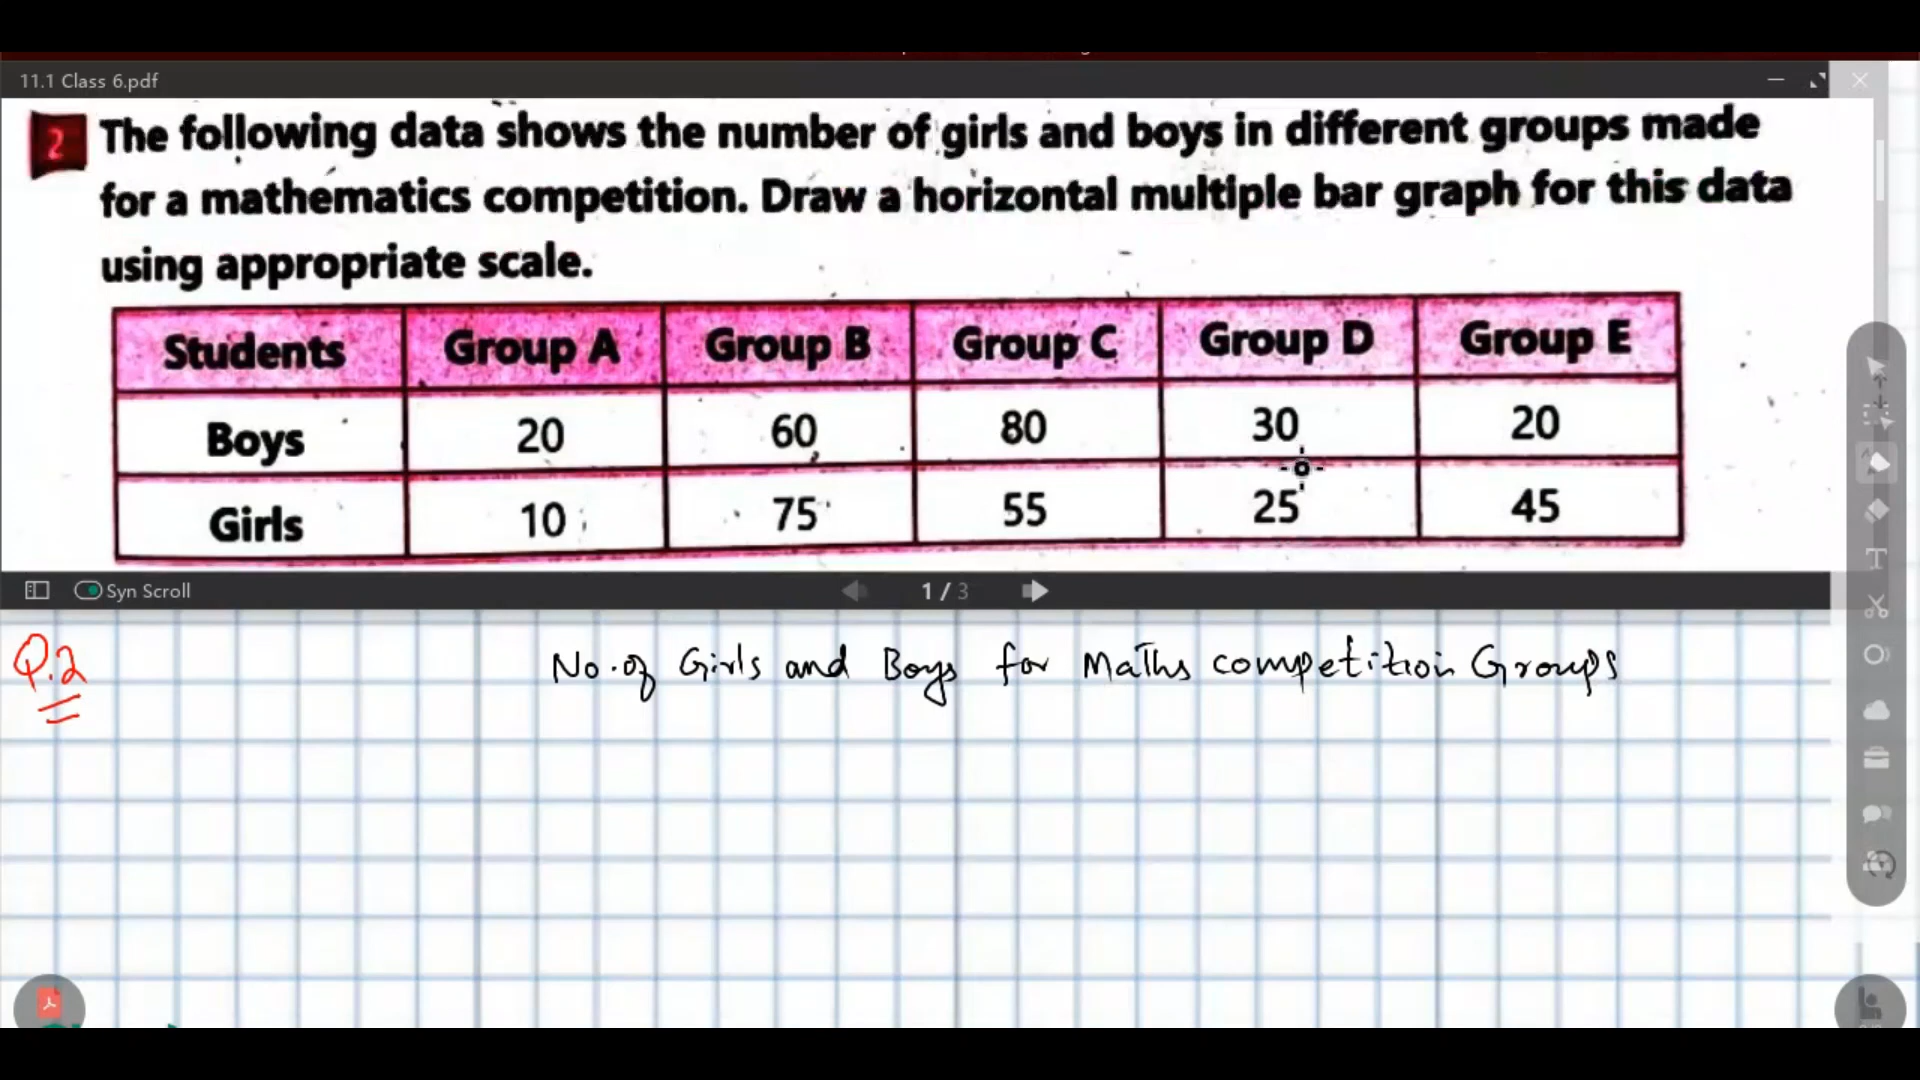 11.1 Class 6.pdf
2 The following data shows the number of girls and boys in different groups made
for a mathematics competition. Draw a horizontal multiple bar graph for this data
using appropriate scale.
Students Group A Group B Group C Group D Group E
Boys 20 60 80 30 20
Girls 10 75 55 25 45
Syn Scroll 1 / 3
Q.2 No. of Girls and Boys for Maths competition Groups